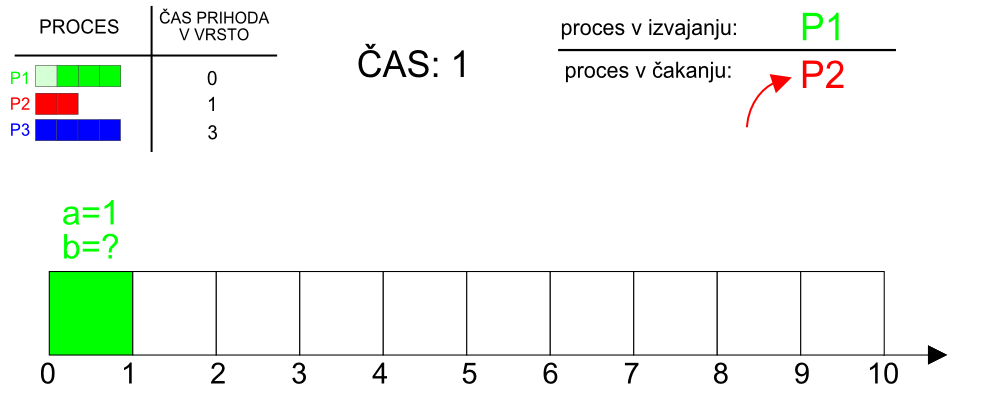 PROCES
ČAS PRIHODA
V VRSTO
P1 0
P2 1
P3 3
ČAS: 1
proces v izvajanju: P1
proces v čakanju: P2
a=1
b=?
0 1 2 3 4 5 6 7 8 9 10